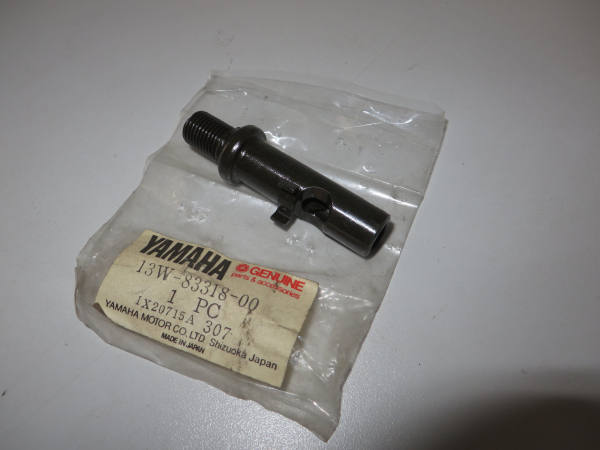 YAMAHA GENUINE
parts & accessories
13W-83318-00
1 PC
1X20715A 307
YAMAHA MOTOR CO., LTD Shizuoka Japan
MADE IN JAPAN